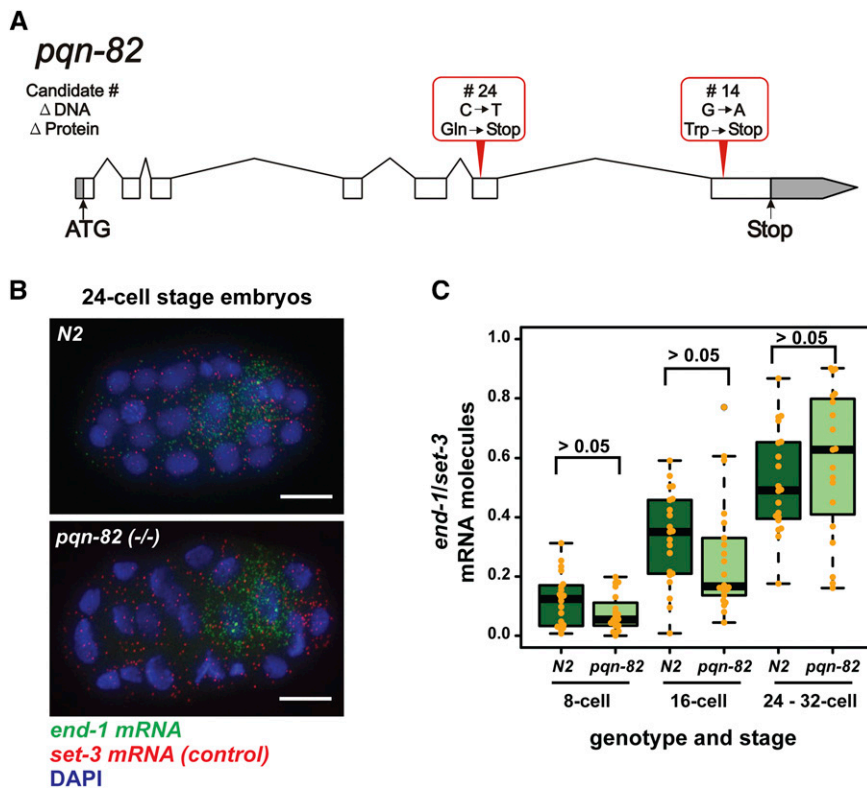 A
pqn-82
Candidate #
Δ DNA
Δ Protein
# 24
C → T
Gln → Stop
# 14
G → A
Trp → Stop
ATG
Stop
B
24-cell stage embryos
N2
pqn-82 (-/-)
end-1 mRNA
set-3 mRNA (control)
DAPI
C
end-1/set-3
mRNA molecules
1.0
0.8
0.6
0.4
0.2
0.0
> 0.05
> 0.05
> 0.05
N2 pqn-82 N2 pqn-82 N2 pqn-82
8-cell 16-cell 24 - 32-cell
genotype and stage